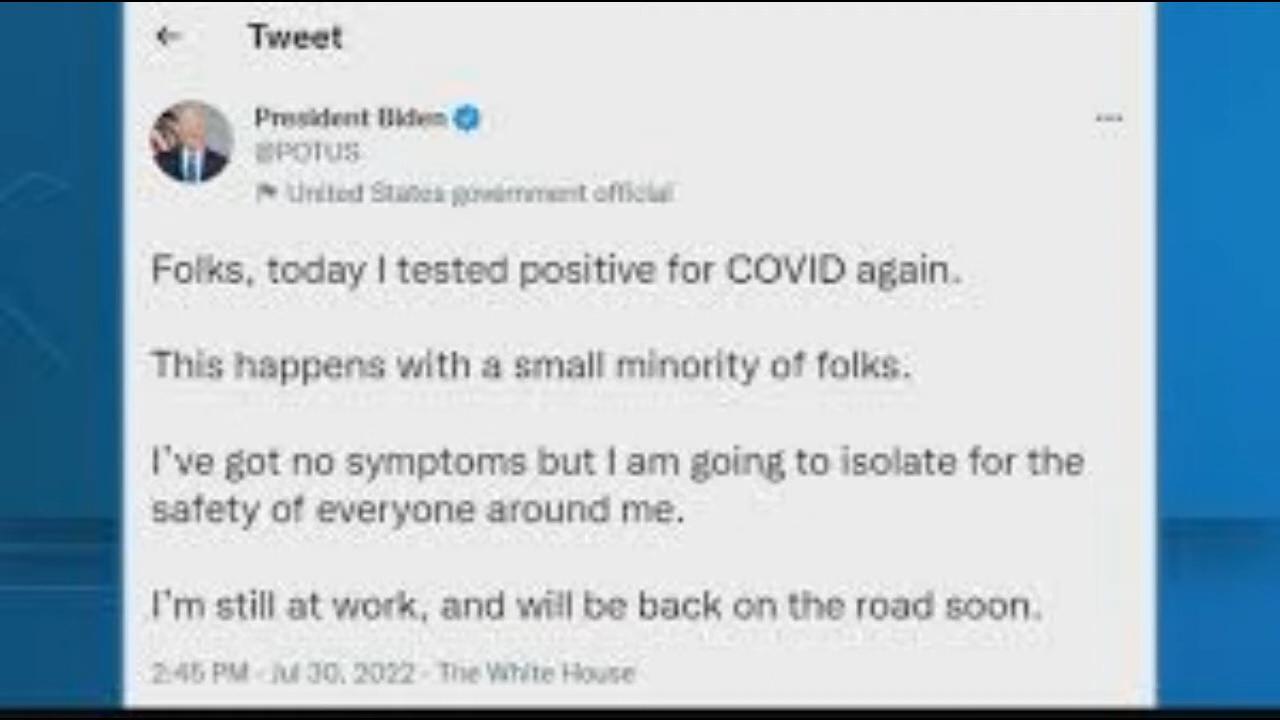 Tweet
President Biden
@POTUS
United States government official
Folks, today I tested positive for COVID again.
This happens with a small minority of folks.
I've got no symptoms but I am going to isolate for the
safety of everyone around me.
I'm still at work, and will be back on the road soon.
2:45 PM · Jul 30, 2022 · The White House